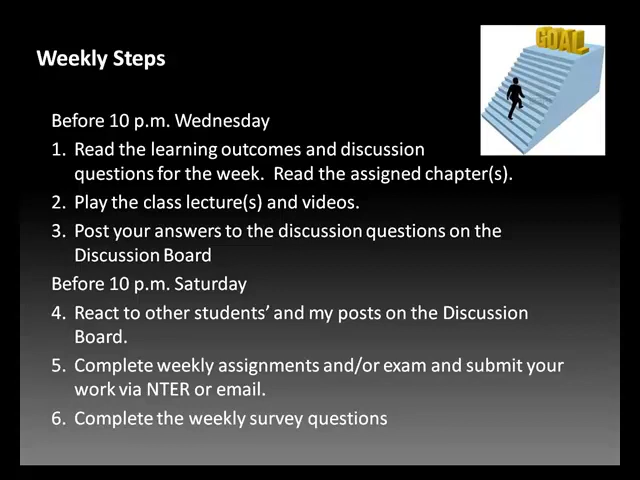 GOAL
Weekly Steps
Before 10 p.m. Wednesday
1. Read the learning outcomes and discussion
questions for the week. Read the assigned chapter(s).
2. Play the class lecture(s) and videos.
3. Post your answers to the discussion questions on the
Discussion Board
Before 10 p.m. Saturday
4. React to other students’ and my posts on the Discussion
Board.
5. Complete weekly assignments and/or exam and submit your
work via NTER or email.
6. Complete the weekly survey questions